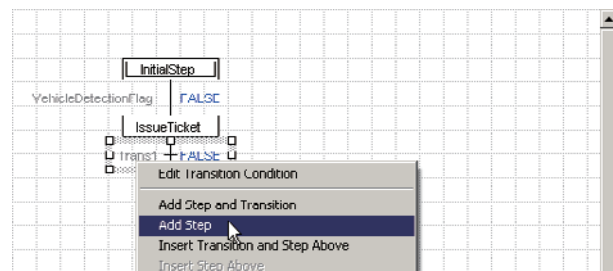 InitialStep
VehicleDetectionFlag FALSE
IssueTicket
Trans1 FALSE
Edit Transition Condition
Add Step and Transition
Add Step
Insert Transition and Step Above
Insert Step Above